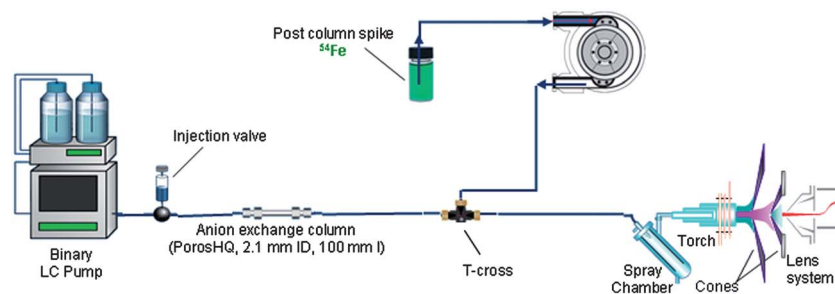 Post column spike
⁵⁴Fe
Injection valve
Anion exchange column
(PorosHQ, 2.1 mm ID, 100 mm l)
Binary
LC Pump
T-cross
Spray
Chamber
Torch
Cones
Lens
system